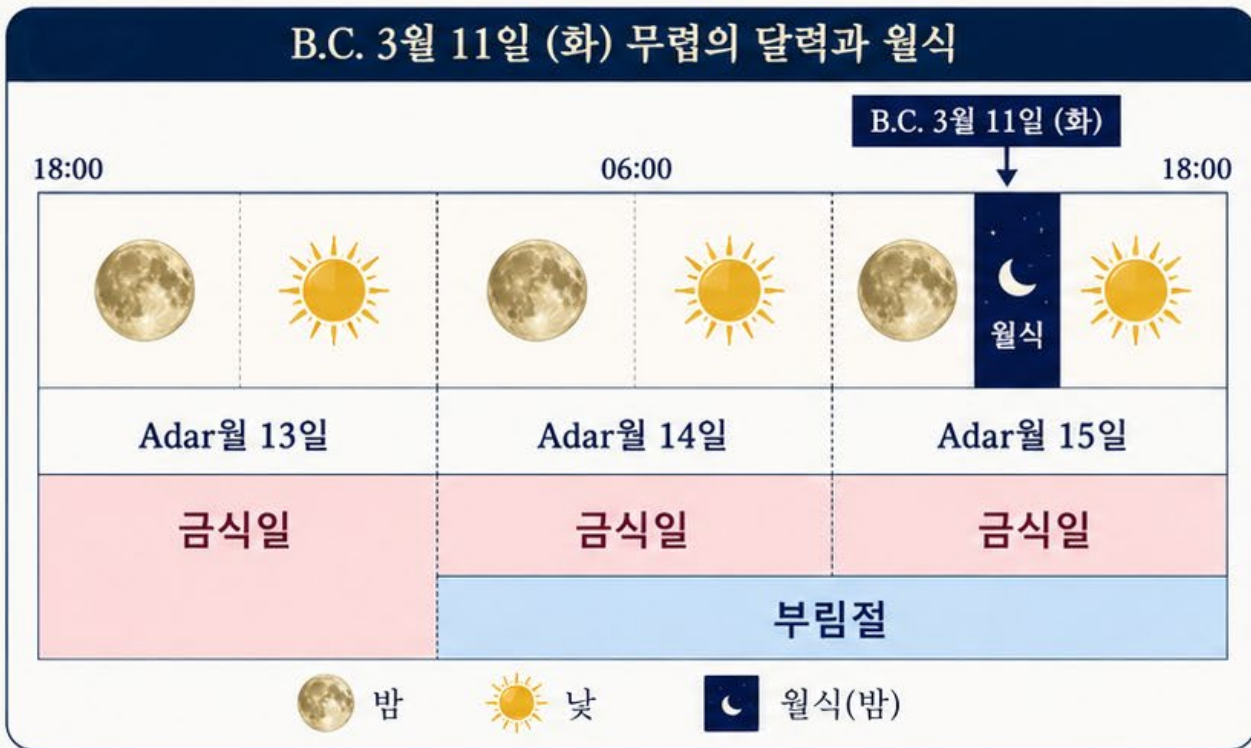 B.C. 3월 11일 (화) 무렵의 달력과 월식
B.C. 3월 11일 (화)
18:00 06:00 18:00
월식
Adar월 13일 Adar월 14일 Adar월 15일
금식일 금식일 금식일
부림절
밤 낮 월식(밤)